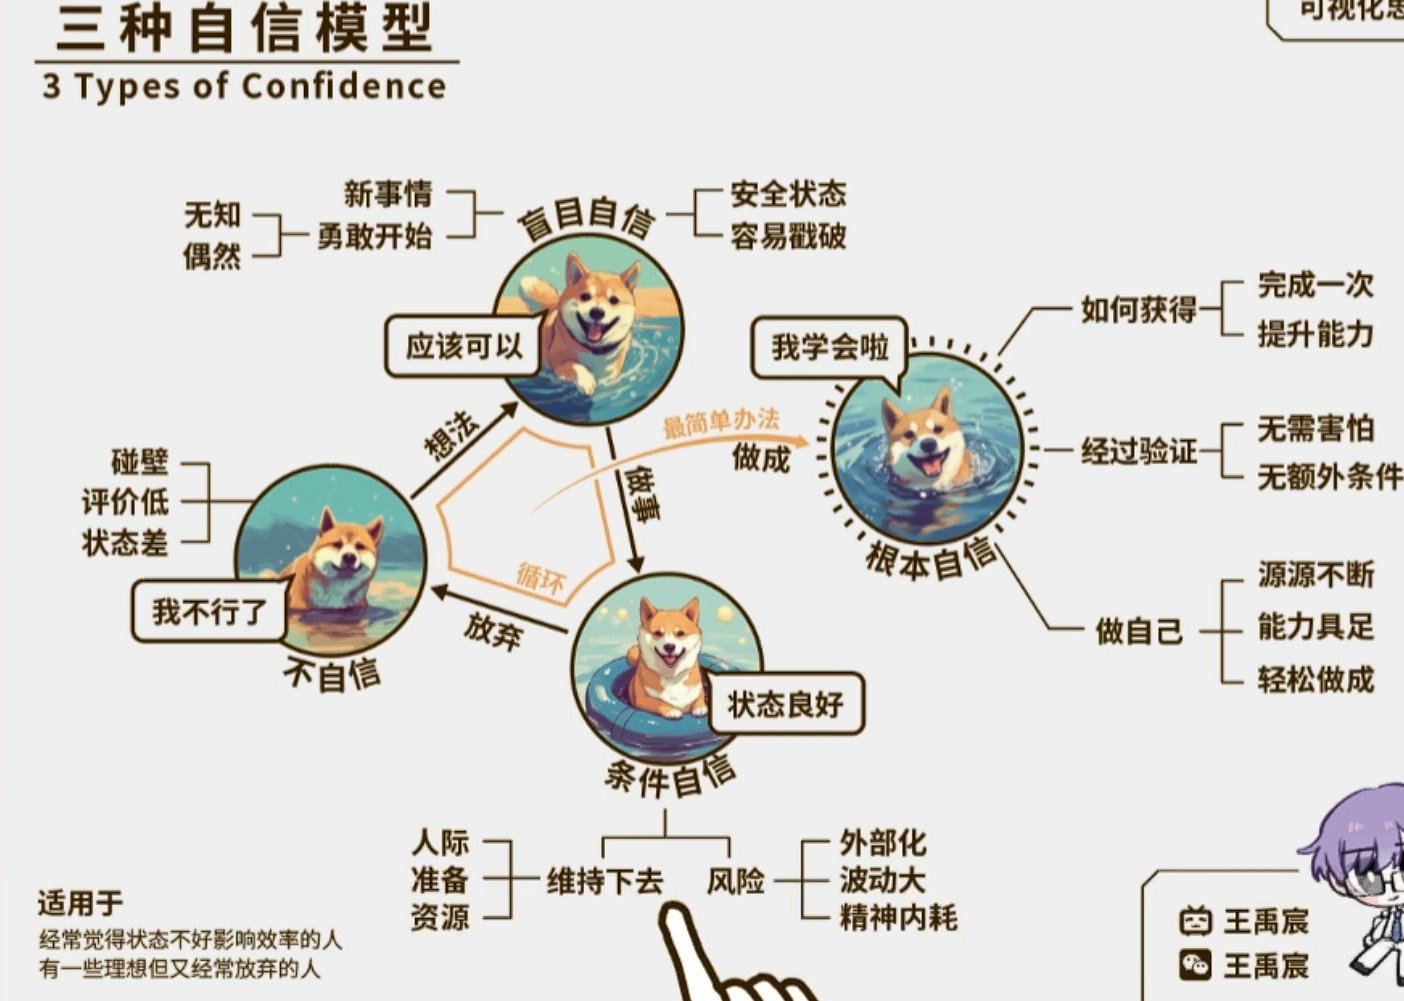 三种自信模型
3 Types of Confidence
可视化思
新事情
勇敢开始
无知
偶然
盲目自信
安全状态
容易戳破
应该可以
我学会啦
如何获得
完成一次
提升能力
想法
最简单办法
做成
做事
经过验证
无需害怕
无额外条件
碰壁
评价低
状态差
循环
根本自信
我不行了
放弃
不自信
做自己
源源不断
能力具足
轻松做成
状态良好
条件自信
人际
准备
资源
维持下去
风险
外部化
波动大
精神内耗
适用于
经常觉得状态不好影响效率的人
有一些理想但又经常放弃的人
王禹宸
王禹宸